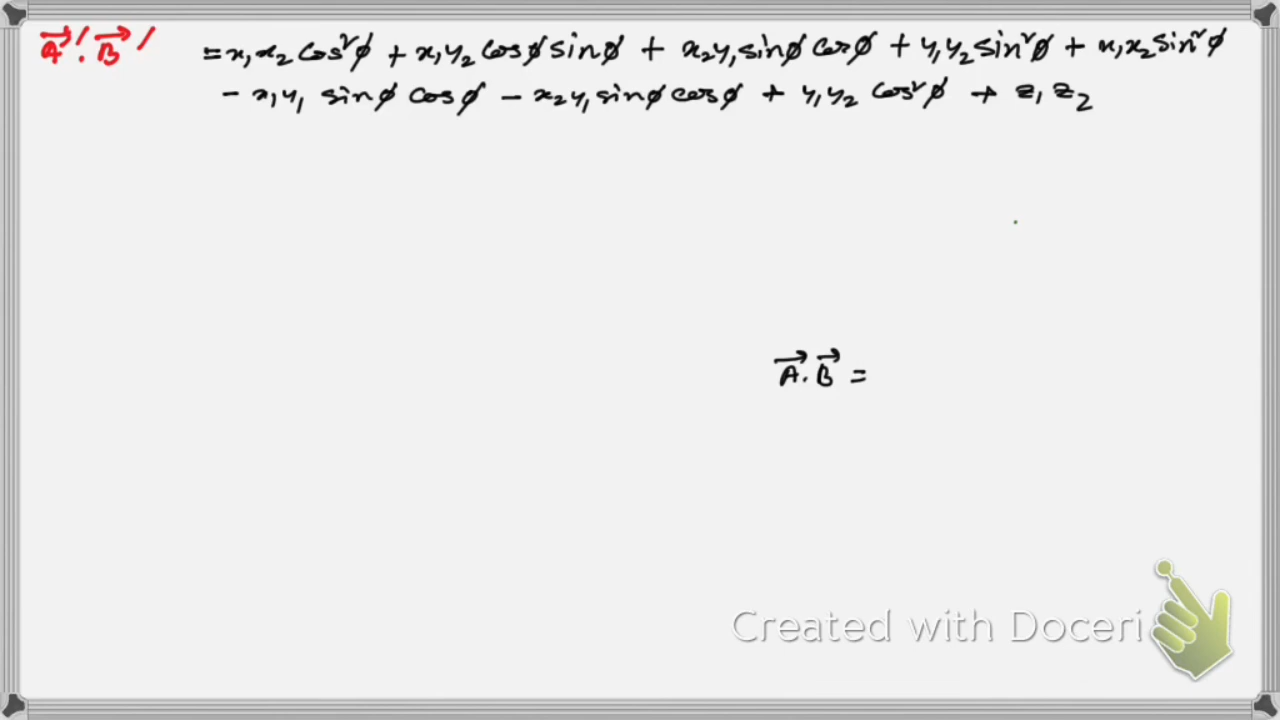 A⃗′.B⃗′ = x₁x₂ cos²φ + x₁y₂ cosφ sinφ + x₂y₁ sinφ cosφ + y₁y₂ sin²φ + x₁x₂ sin²φ
− x₁y₁ sinφ cosφ − x₂y₁ sinφ cosφ + y₁y₂ cos²φ + z₁z₂
A⃗.B⃗ =
Created with Doceri